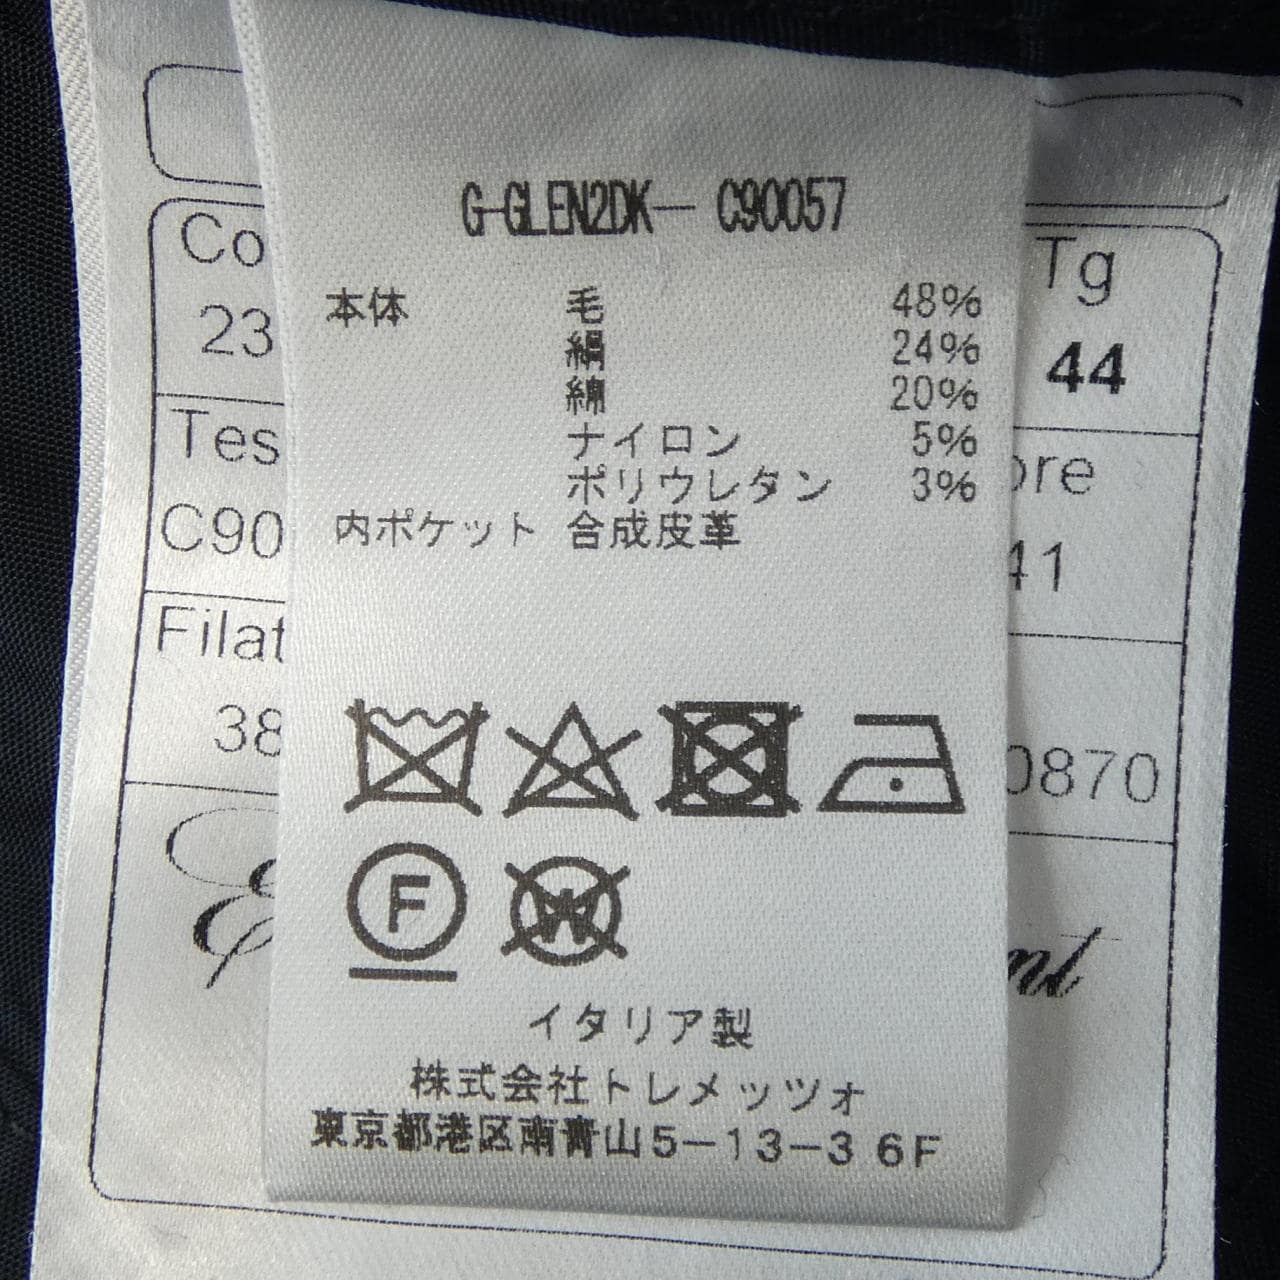 G-GLEN2DK- C90057
本体 毛 48%
絹 24%
綿 20%
ナイロン 5%
ポリウレタン 3%
内ポケット 合成皮革
F
W
イタリア製
株式会社トレメッツォ
東京都港区南青山5-13-3 6F
Co
23
Tg
44
Tes
C90
ore
41
Filat
38
0870